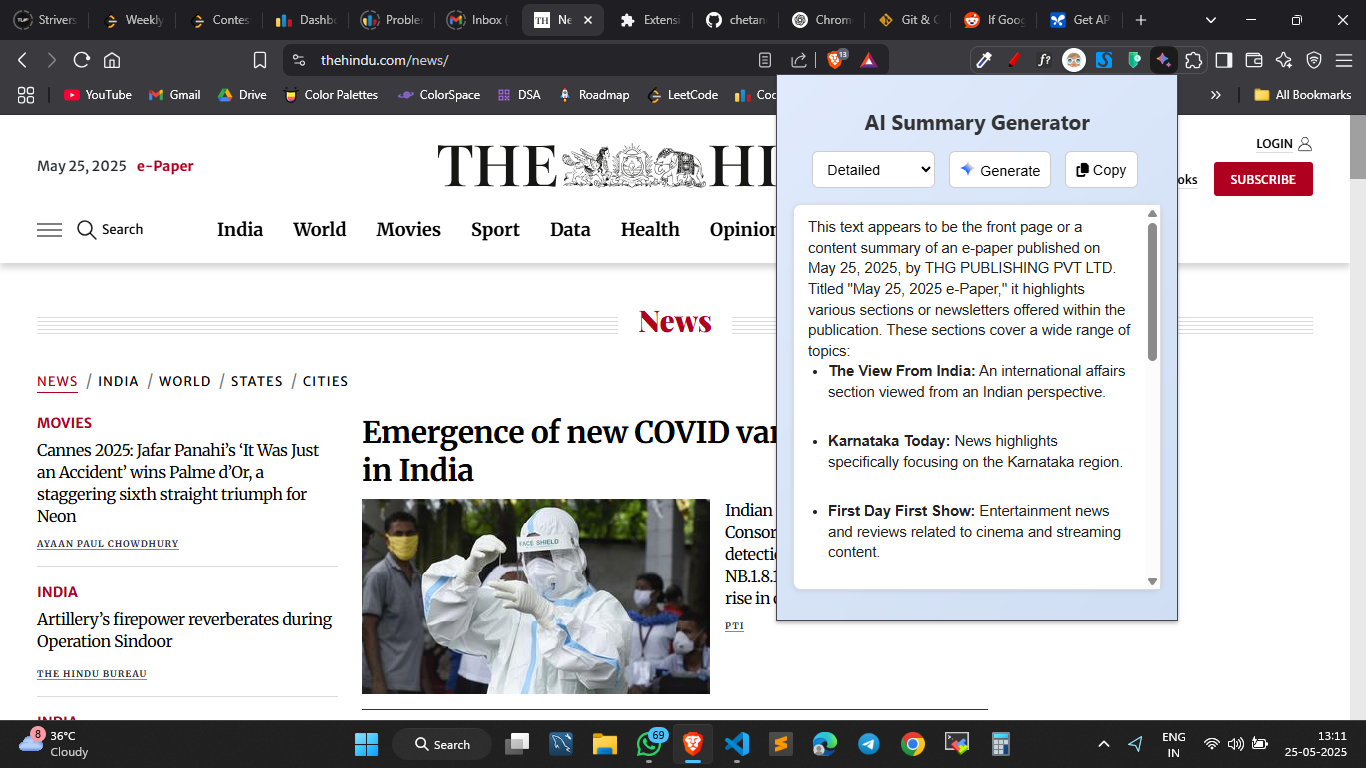 Strivers
Weekly
Contes
Dashbo
Probler
Inbox (
Ne
Extensi
chetan
Chrom
Git & G
If Goog
Get AP
thehindu.com/news/
13
YouTube
Gmail
Drive
Color Palettes
ColorSpace
DSA
Roadmap
LeetCode
Coc
All Bookmarks
May 25, 2025 e-Paper
THE HI
LOGIN
oks
SUBSCRIBE
Search
India
World
Movies
Sport
Data
Health
Opinion
News
NEWS / INDIA / WORLD / STATES / CITIES
MOVIES
Cannes 2025: Jafar Panahi’s ‘It Was Just
an Accident’ wins Palme d’Or, a
staggering sixth straight triumph for
Neon
AYAAN PAUL CHOWDHURY
INDIA
Artillery’s firepower reverberates during
Operation Sindoor
THE HINDU BUREAU
INDIA
Emergence of new COVID var
in India
FACE SHIELD
Indian
Consor
detectio
NB.1.8.1
rise in c
PTI
AI Summary Generator
Detailed
Generate
Copy
This text appears to be the front page or a
content summary of an e-paper published on
May 25, 2025, by THG PUBLISHING PVT LTD.
Titled "May 25, 2025 e-Paper," it highlights
various sections or newsletters offered within the
publication. These sections cover a wide range of
topics:
• The View From India: An international affairs
section viewed from an Indian perspective.
• Karnataka Today: News highlights
specifically focusing on the Karnataka region.
• First Day First Show: Entertainment news
and reviews related to cinema and streaming
content.
8
36°C
Cloudy
Search
69
ENG
IN
13:11
25-05-2025